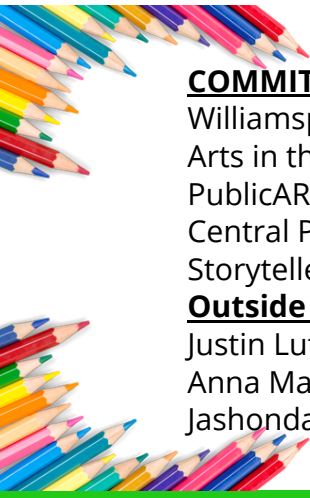 COMMIT
Williamsp
Arts in th
PublicAR
Central P
Storytelle
Outside
Justin Lu
Anna Ma
Jashonda